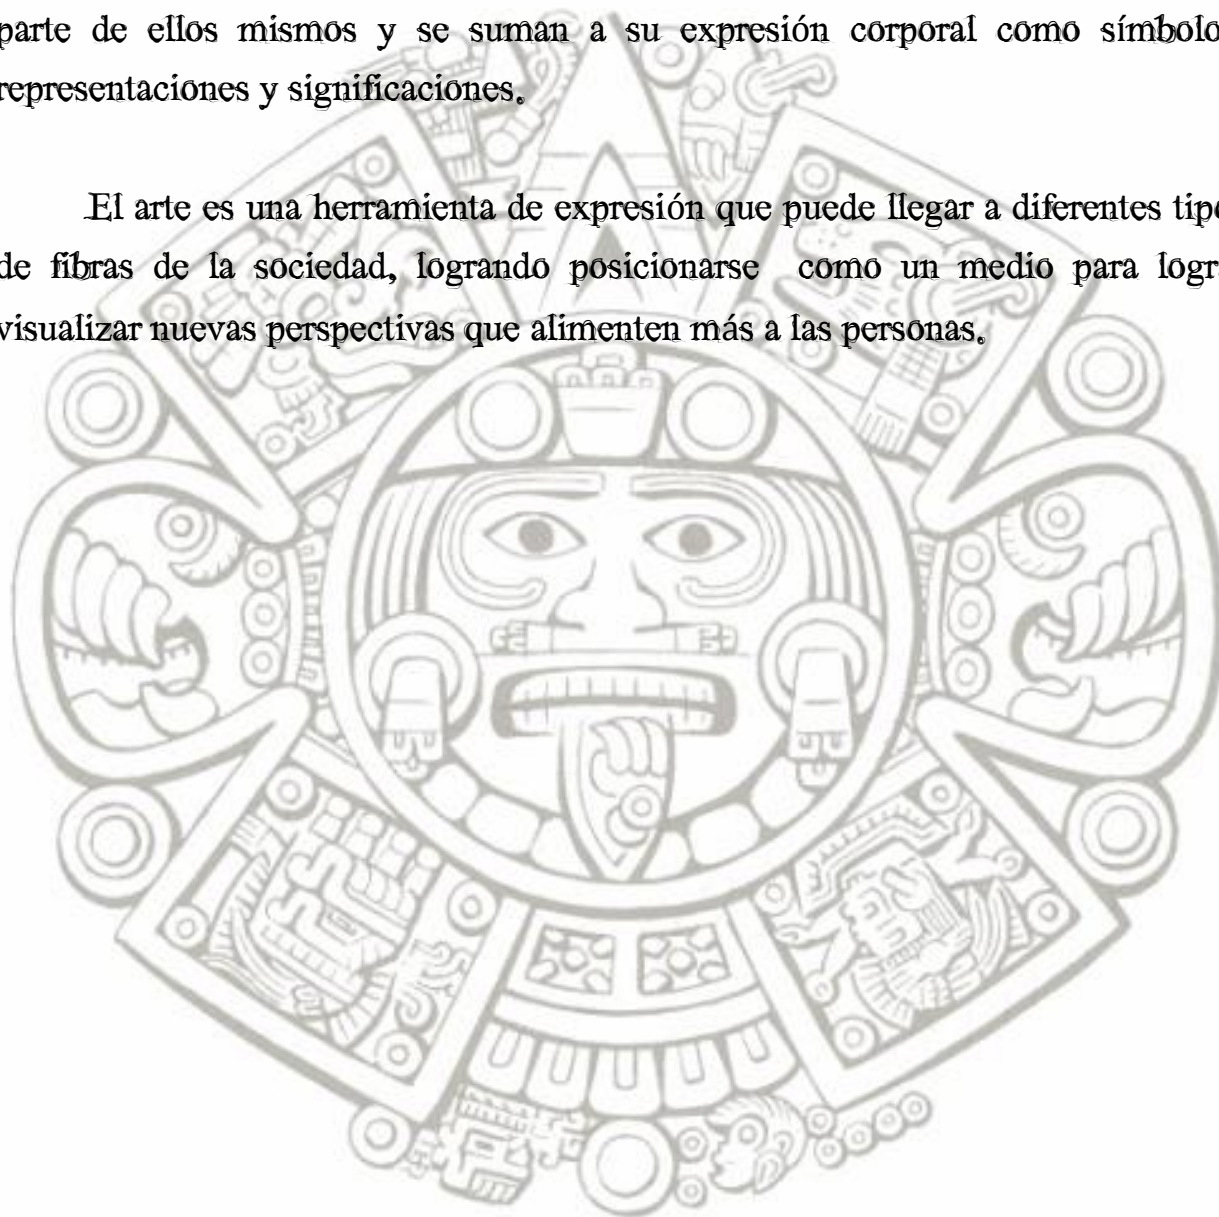 parte de ellos mismos y se suman a su expresión corporal como símbolo
representaciones y significaciones.
El arte es una herramienta de expresión que puede llegar a diferentes tipo
de fibras de la sociedad, logrando posicionarse como un medio para logr
visualizar nuevas perspectivas que alimenten más a las personas.